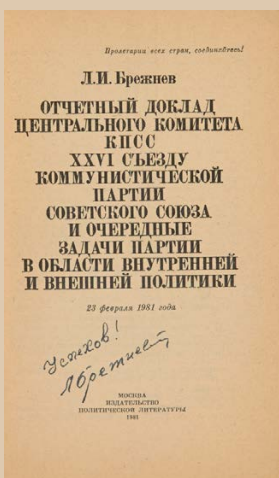 Пролетарии всех стран, соединяйтесь!
Л.И. Брежнев
ОТЧЕТНЫЙ ДОКЛАД
ЦЕНТРАЛЬНОГО КОМИТЕТА
КПСС
XXVI СЪЕЗДУ
КОММУНИСТИЧЕСКОЙ
ПАРТИИ
СОВЕТСКОГО СОЮЗА
И ОЧЕРЕДНЫЕ
ЗАДАЧИ ПАРТИИ
В ОБЛАСТИ ВНУТРЕННЕЙ
И ВНЕШНЕЙ ПОЛИТИКИ
23 февраля 1981 года
Успехов!
ЛБрежнев
МОСКВА
ИЗДАТЕЛЬСТВО
ПОЛИТИЧЕСКОЙ ЛИТЕРАТУРЫ
1981